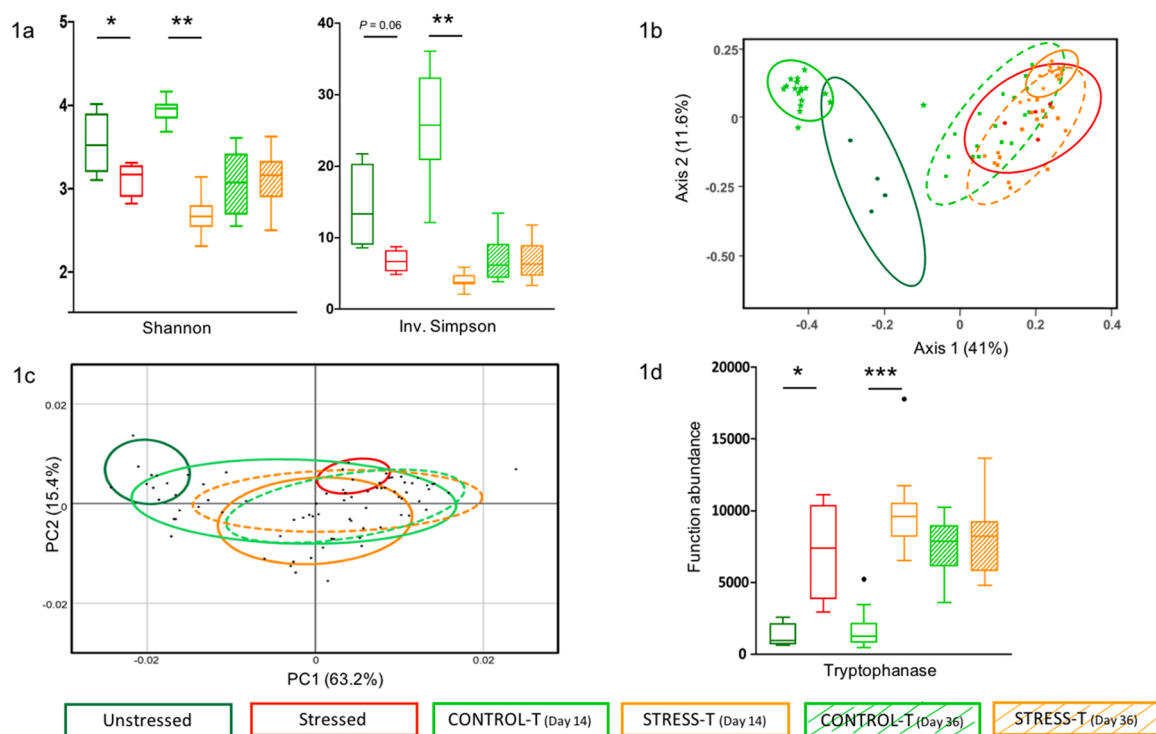 1a
5
4
3
2
*
**
Shannon
40
30
20
10
0
P = 0.06
**
Inv. Simpson
1b
0.25
0
-0.25
-0.50
Axis 2 (11.6%)
-0.4
-0.2
0
0.2
0.4
Axis 1 (41%)
1c
0.02
0
-0.02
PC2 (15.4%)
-0.02
0
0.02
PC1 (63.2%)
1d
20000
15000
10000
5000
0
Function abundance
*
***
Tryptophanase
Unstressed
Stressed
CONTROL-T (Day 14)
STRESS-T (Day 14)
CONTROL-T (Day 36)
STRESS-T (Day 36)